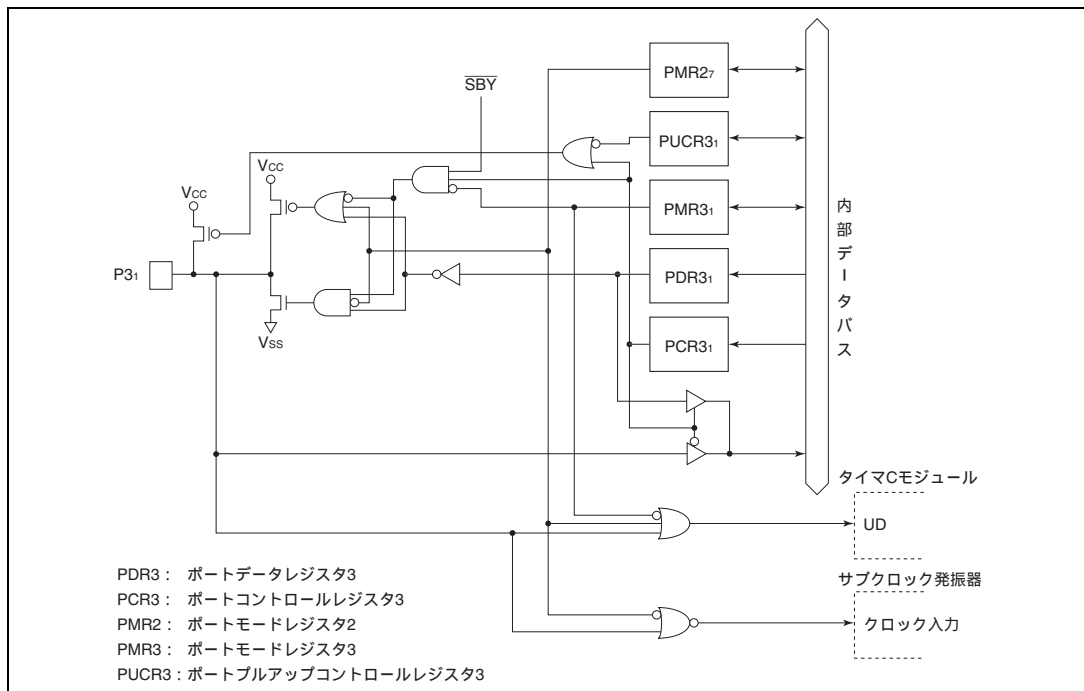 PMR2₇
S̅B̅Y̅
PUCR3₁
VCC
VCC
PMR3₁
内部データバス
P3₁
PDR3₁
VSS
PCR3₁
タイマCモジュール
UD
サブクロック発振器
クロック入力
PDR3： ポートデータレジスタ3
PCR3： ポートコントロールレジスタ3
PMR2： ポートモードレジスタ2
PMR3： ポートモードレジスタ3
PUCR3：ポートプルアップコントロールレジスタ3